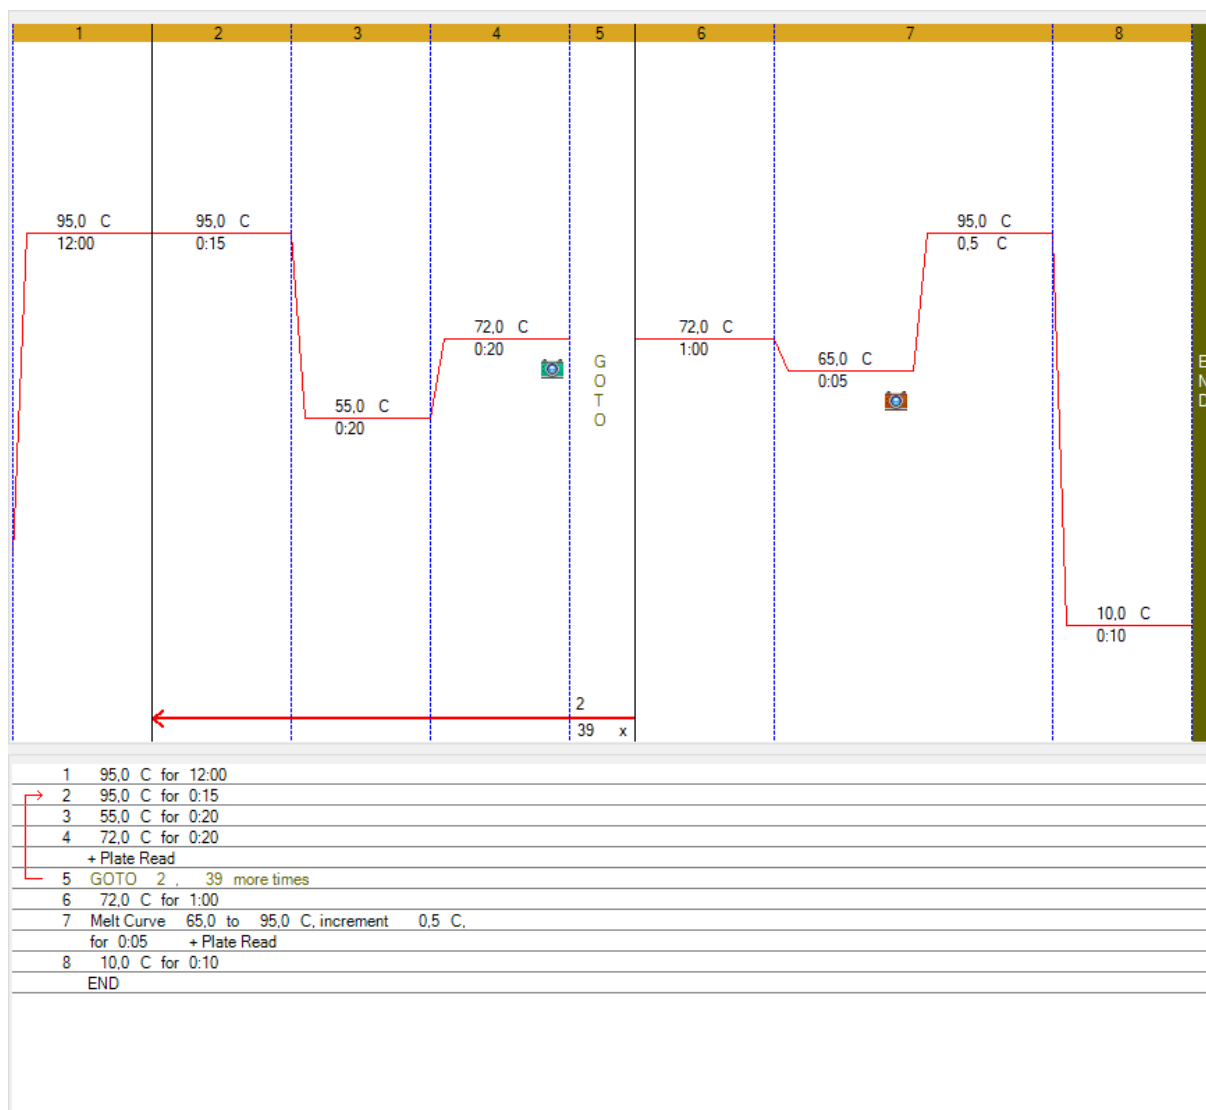 1 2 3 4 5 6 7 8
95,0 C
12:00
95,0 C
0:15
55,0 C
0:20
72,0 C
0:20
G
O
T
O
72,0 C
1:00
65,0 C
0:05
95,0 C
0,5 C
10,0 C
0:10
E
N
D
2
39 x
1 95,0 C for 12:00
2 95,0 C for 0:15
3 55,0 C for 0:20
4 72,0 C for 0:20
+ Plate Read
5 GOTO 2 , 39 more times
6 72,0 C for 1:00
7 Melt Curve 65,0 to 95,0 C, increment 0,5 C,
for 0:05 + Plate Read
8 10,0 C for 0:10
END